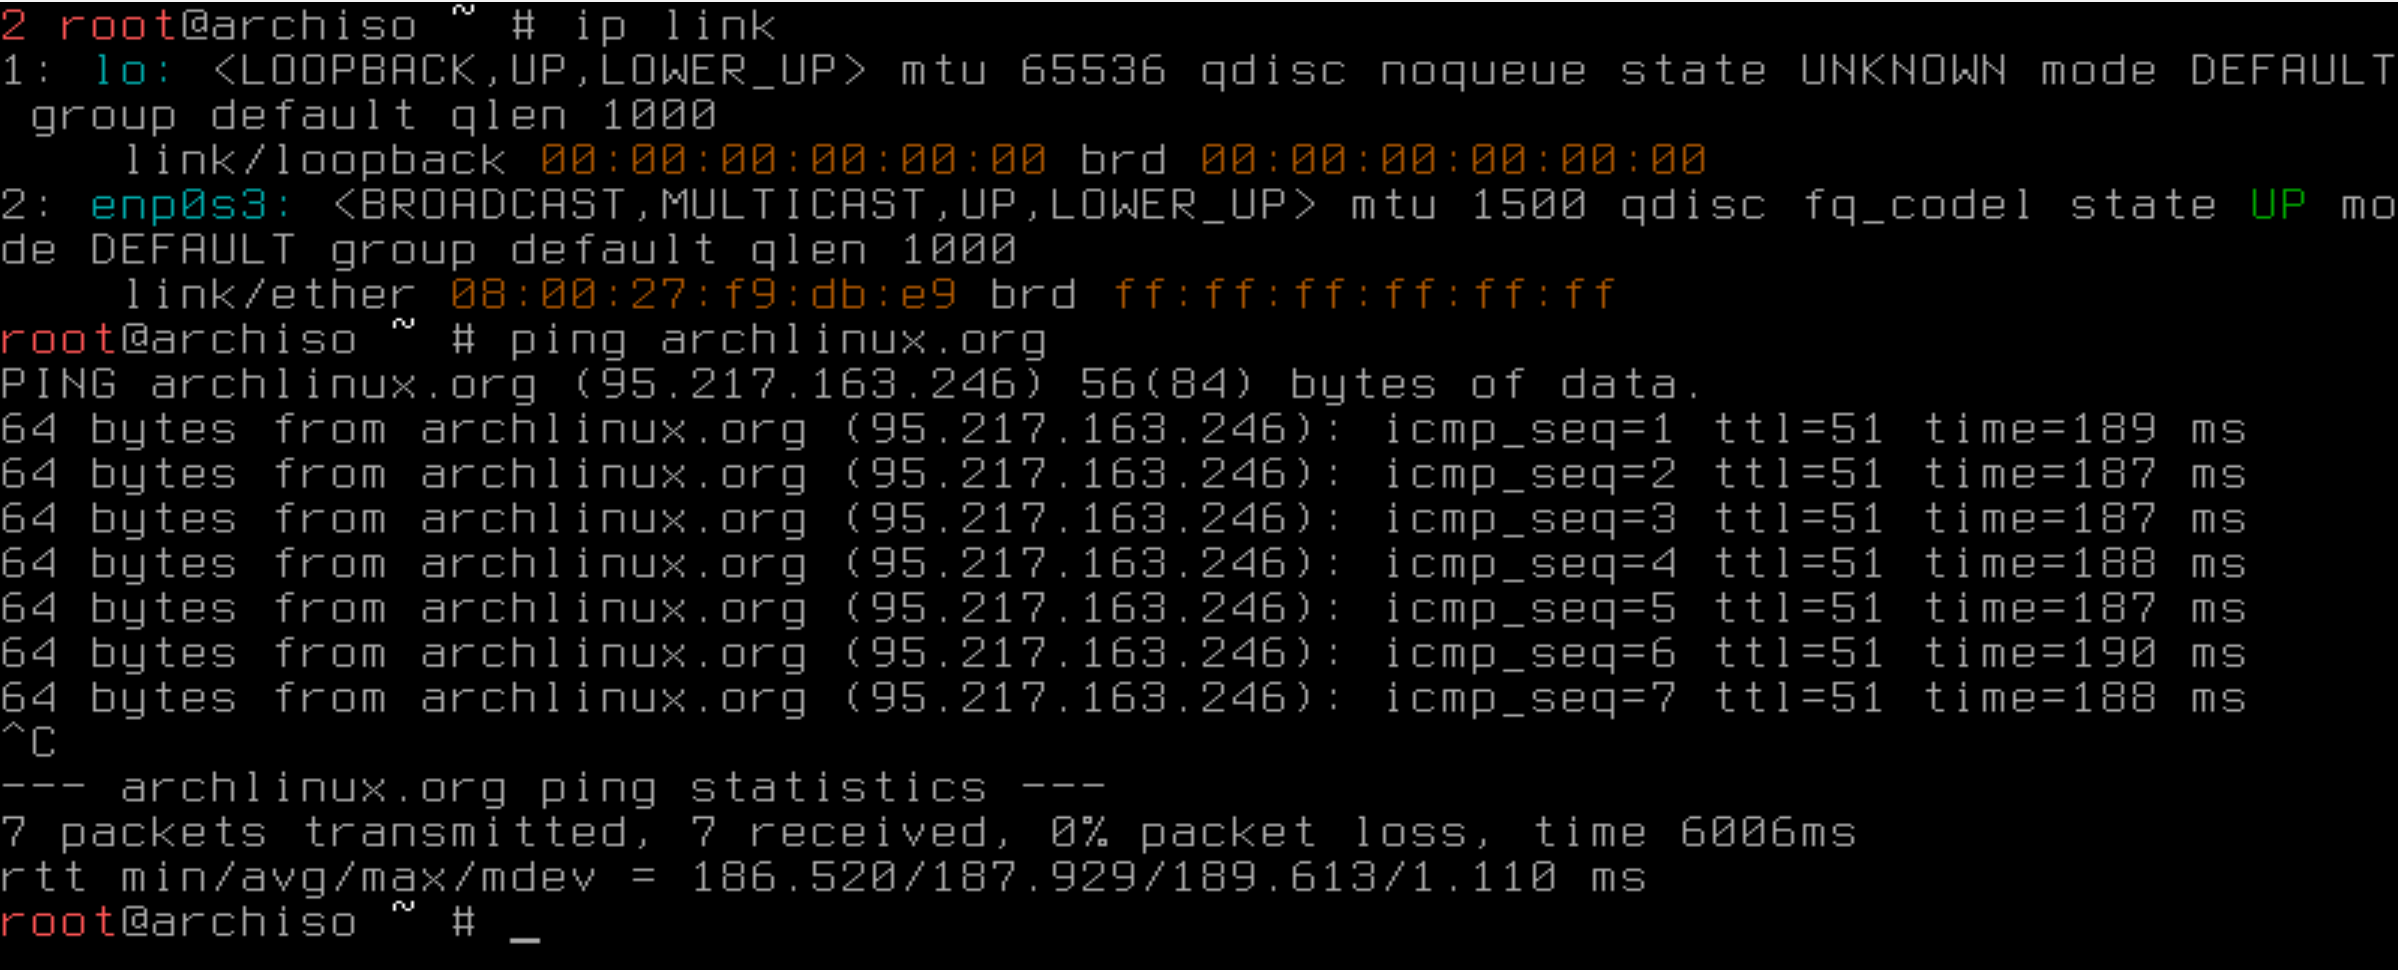 2 root@archiso ~ # ip link
1: lo: <LOOPBACK,UP,LOWER_UP> mtu 65536 qdisc noqueue state UNKNOWN mode DEFAULT
 group default qlen 1000
    link/loopback 00:00:00:00:00:00 brd 00:00:00:00:00:00
2: enp0s3: <BROADCAST,MULTICAST,UP,LOWER_UP> mtu 1500 qdisc fq_codel state UP mo
de DEFAULT group default qlen 1000
    link/ether 08:00:27:f9:db:e9 brd ff:ff:ff:ff:ff:ff
root@archiso ~ # ping archlinux.org
PING archlinux.org (95.217.163.246) 56(84) bytes of data.
64 bytes from archlinux.org (95.217.163.246): icmp_seq=1 ttl=51 time=189 ms
64 bytes from archlinux.org (95.217.163.246): icmp_seq=2 ttl=51 time=187 ms
64 bytes from archlinux.org (95.217.163.246): icmp_seq=3 ttl=51 time=187 ms
64 bytes from archlinux.org (95.217.163.246): icmp_seq=4 ttl=51 time=188 ms
64 bytes from archlinux.org (95.217.163.246): icmp_seq=5 ttl=51 time=187 ms
64 bytes from archlinux.org (95.217.163.246): icmp_seq=6 ttl=51 time=190 ms
64 bytes from archlinux.org (95.217.163.246): icmp_seq=7 ttl=51 time=188 ms
^C
--- archlinux.org ping statistics ---
7 packets transmitted, 7 received, 0% packet loss, time 6006ms
rtt min/avg/max/mdev = 186.520/187.929/189.613/1.110 ms
root@archiso ~ # _